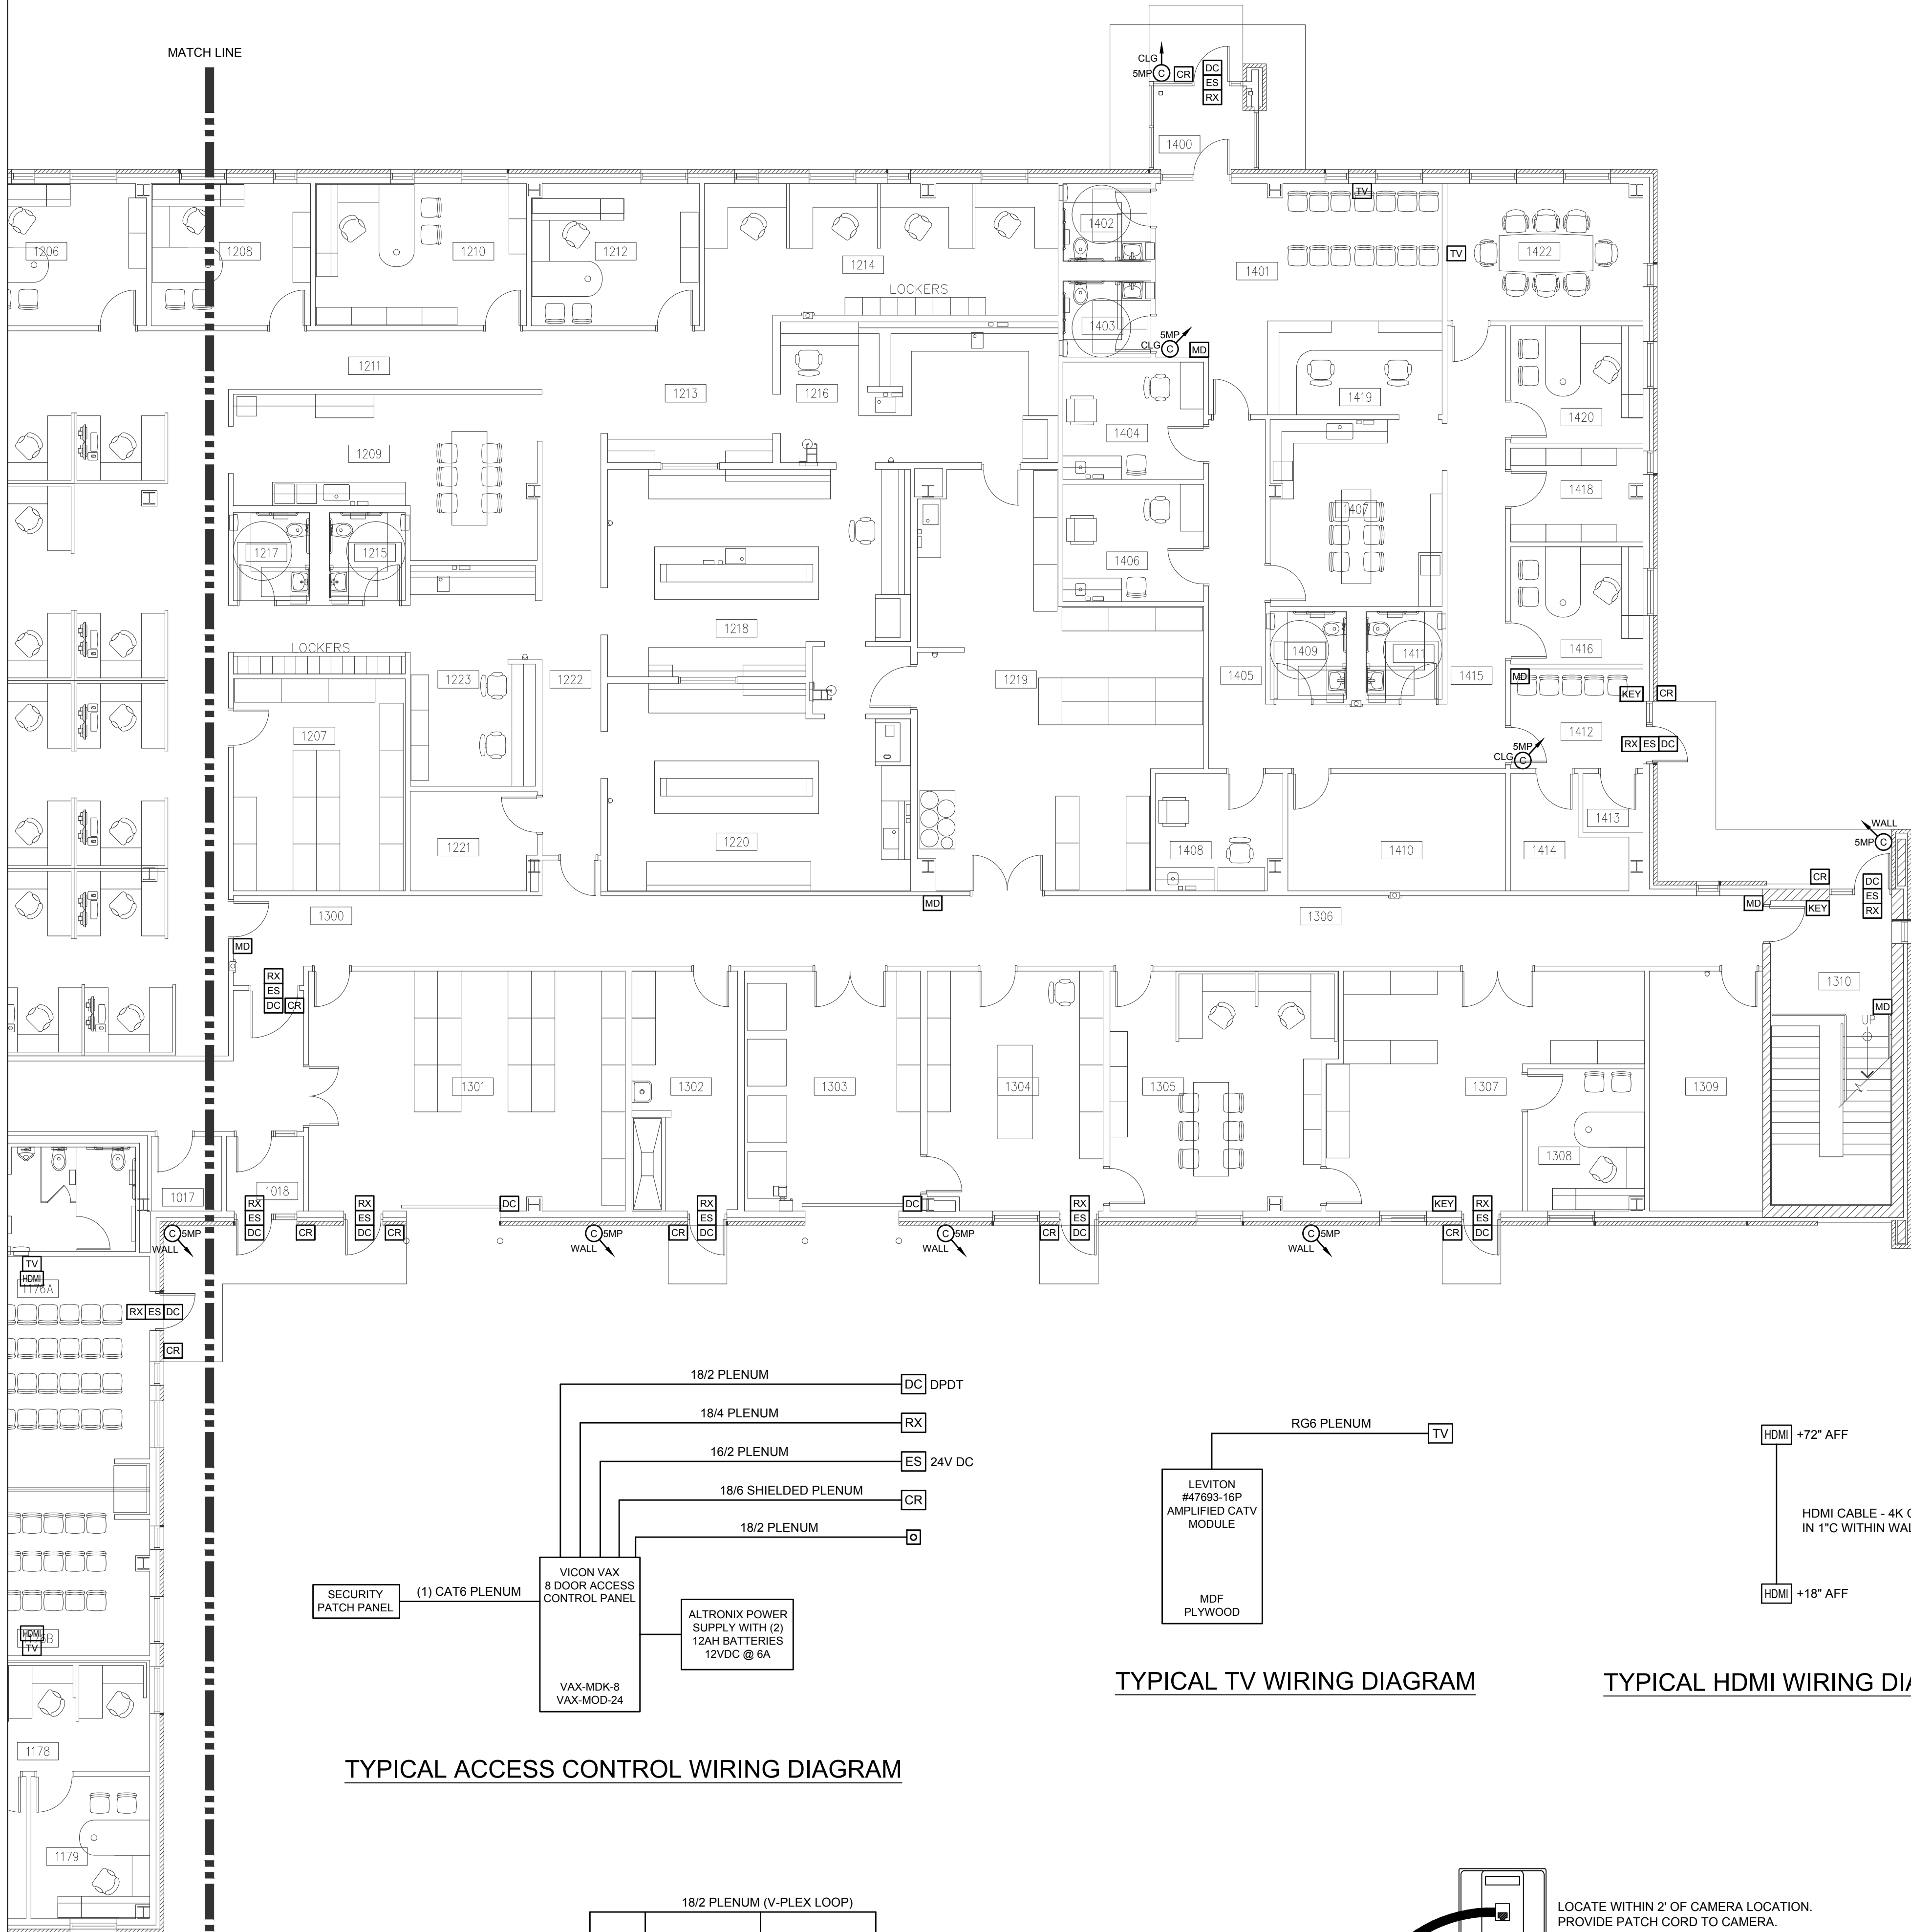 MATCH LINE
CLG
5MP
C
CR
DC
ES
RX
1400
TV
1206
1208
1210
1212
1214
LOCKERS
1402
1403
1401
TV
1422
5MP
CLG
C
MD
1211
1213
1216
1419
1404
1420
1209
1407
1418
1217
1215
1406
1218
LOCKERS
1223
1222
1219
1405
1409
1411
1415
1416
MD
KEY
CR
1207
1412
5MP
CLG
C
RX
ES
DC
1221
1220
1408
1410
1414
1413
WALL
5MP
C
CR
DC
ES
RX
MD
MD
KEY
1300
1306
MD
RX
ES
DC
CR
1310
MD
UP
1301
1302
1303
1304
1305
1307
1309
1308
1017
1018
RX
ES
DC
CR
RX
ES
DC
CR
DC
RX
ES
DC
CR
DC
RX
ES
DC
CR
KEY
RX
ES
DC
CR
C
5MP
WALL
C
5MP
WALL
C
5MP
WALL
C
5MP
WALL
TV
HDMI
1176A
RX
ES
DC
CR
HDMI
TV
1178
1179
18/2 PLENUM
DC
DPDT
18/4 PLENUM
RX
16/2 PLENUM
ES
24V DC
18/6 SHIELDED PLENUM
CR
18/2 PLENUM
SECURITY
PATCH PANEL
(1) CAT6 PLENUM
VICON VAX
8 DOOR ACCESS
CONTROL PANEL
VAX-MDK-8
VAX-MOD-24
ALTRONIX POWER
SUPPLY WITH (2)
12AH BATTERIES
12VDC @ 6A
TYPICAL ACCESS CONTROL WIRING DIAGRAM
RG6 PLENUM
TV
LEVITON
#47693-16P
AMPLIFIED CATV
MODULE
MDF
PLYWOOD
TYPICAL TV WIRING DIAGRAM
HDMI
+72" AFF
HDMI CABLE - 4K
IN 1"C WITHIN
HDMI
+18" AFF
TYPICAL HDMI WIRING
18/2 PLENUM (V-PLEX LOOP)
LOCATE WITHIN 2' OF CAMERA LOCATION.
PROVIDE PATCH CORD TO CAMERA.